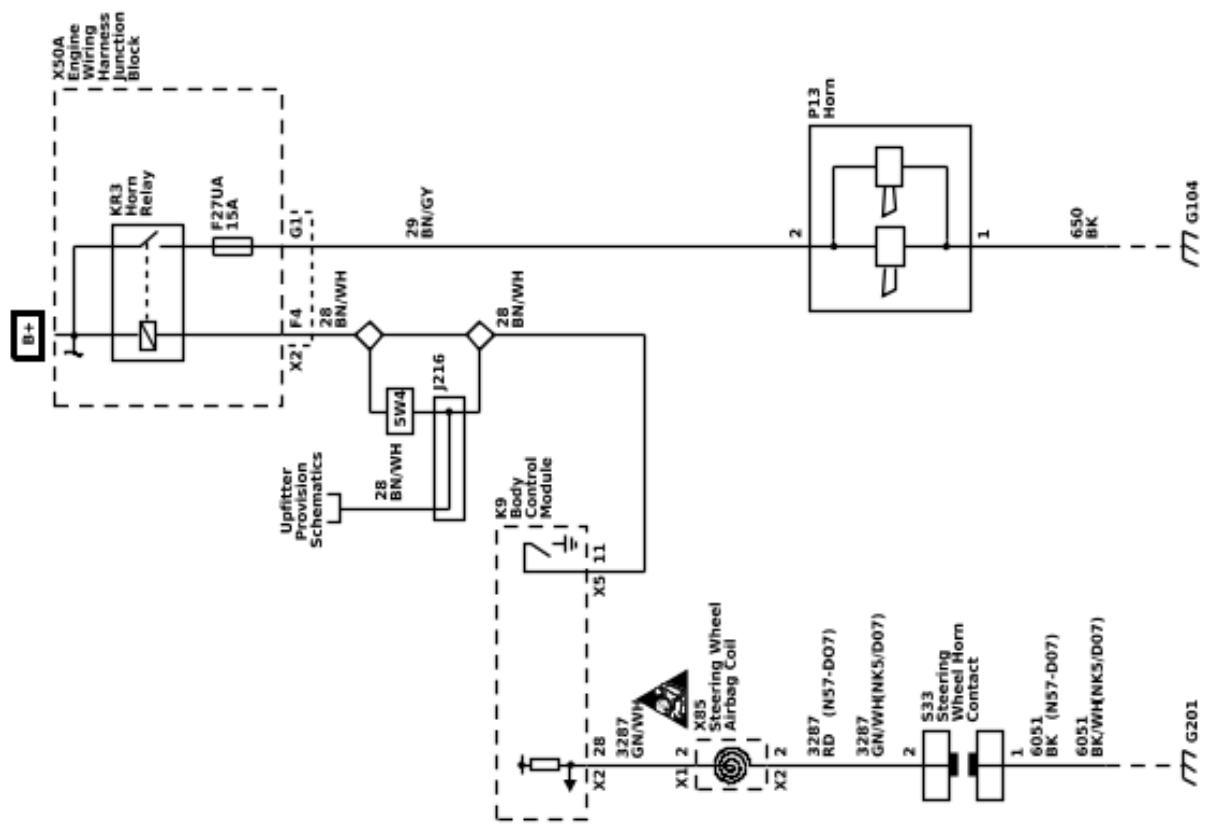 B+
X50A
Engine
Wiring
Harness
Junction
Block
KR3
Horn
Relay
F27UA
15A
X2
F4
G1
28
BN/WH
29
BN/GY
28
BN/WH
SW4
J216
28
BN/WH
Upfitter
Provision
Schematics
K9
Body
Control
Module
X5
11
P13
Horn
2
1
650
BK
G104
X2
28
3287
GN/WH
X1
2
X85
Steering Wheel
Airbag Coil
X2
2
3287
RD (N57-D07)
3287
GN/WH(NK5/D07)
2
S33
Steering
Wheel Horn
Contact
1
6051
BK (N57-D07)
6051
BK/WH(NK5/D07)
G201